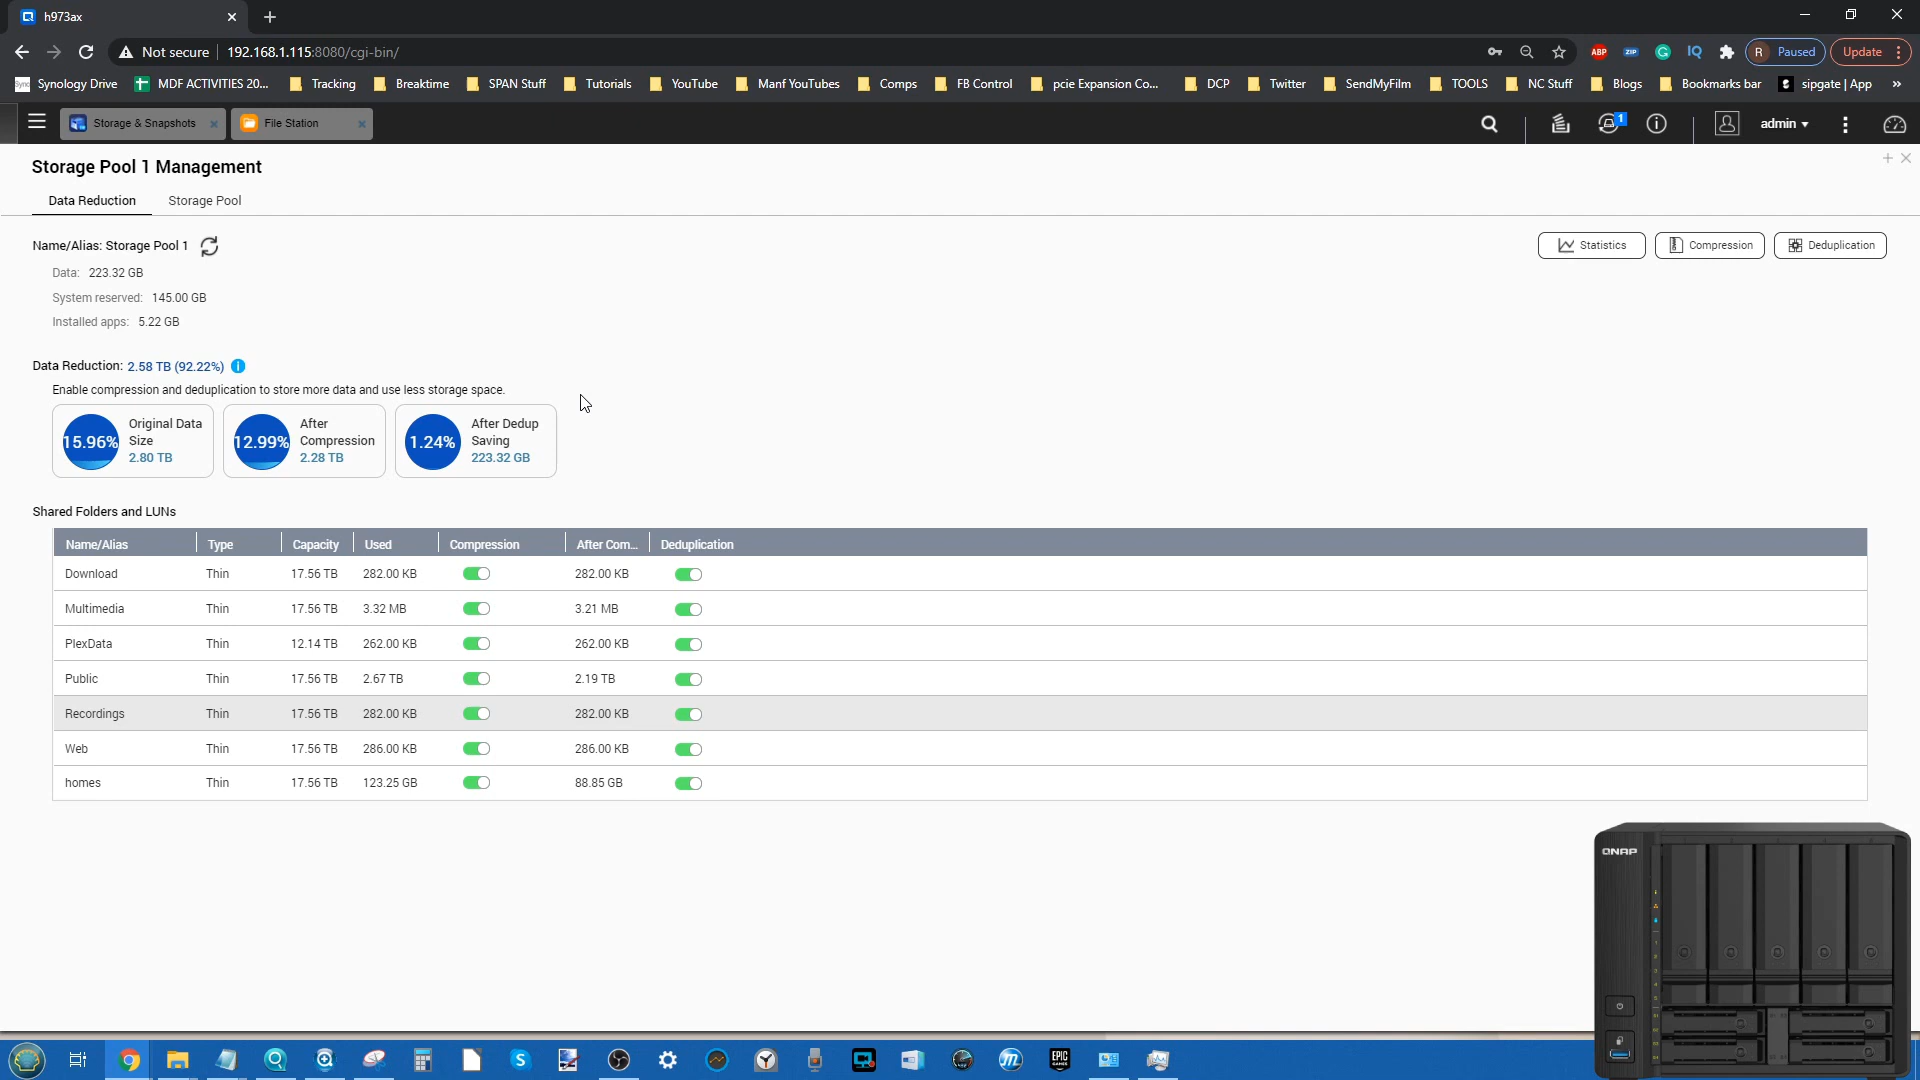 h973ax
Not secure 192.168.1.115:8080/cgi-bin/
ABP ZIP IQ R Paused Update
Synology Drive MDF ACTIVITIES 20... Tracking Breaktime SPAN Stuff Tutorials YouTube Manf YouTubes Comps FB Control pcie Expansion Co... DCP Twitter SendMyFilm TOOLS NC Stuff Blogs Bookmarks bar sipgate | App »
Storage & Snapshots File Station 1 admin
Storage Pool 1 Management
Data Reduction Storage Pool
Name/Alias: Storage Pool 1 Statistics Compression Deduplication
Data: 223.32 GB
System reserved: 145.00 GB
Installed apps: 5.22 GB
Data Reduction: 2.58 TB (92.22%)
Enable compression and deduplication to store more data and use less storage space.
15.96% Original Data Size 2.80 TB
12.99% After Compression 2.28 TB
1.24% After Dedup Saving 223.32 GB
Shared Folders and LUNs
Name/Alias Type Capacity Used Compression After Com... Deduplication
Download Thin 17.56 TB 282.00 KB 282.00 KB
Multimedia Thin 17.56 TB 3.32 MB 3.21 MB
PlexData Thin 12.14 TB 262.00 KB 262.00 KB
Public Thin 17.56 TB 2.67 TB 2.19 TB
Recordings Thin 17.56 TB 282.00 KB 282.00 KB
Web Thin 17.56 TB 286.00 KB 286.00 KB
homes Thin 17.56 TB 123.25 GB 88.85 GB
QNAP
EPIC GAMES